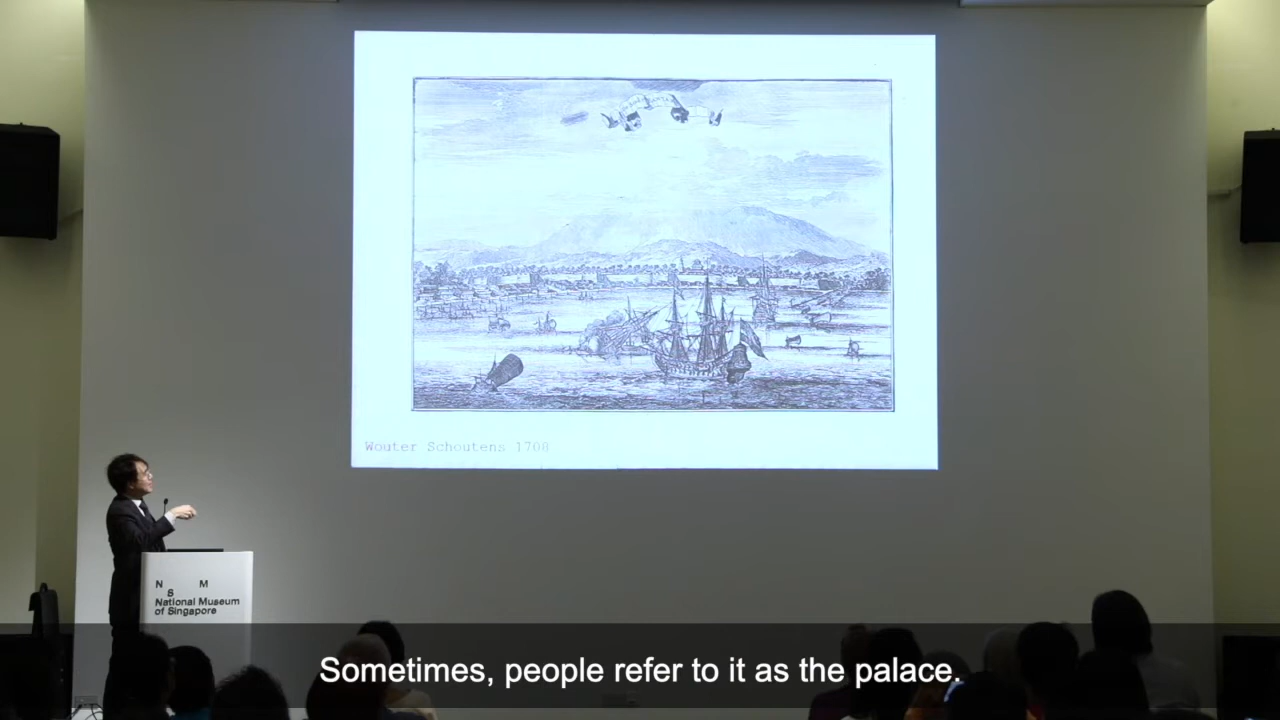 Wouter Schoutens 1708
N M
S
National Museum
of Singapore
Sometimes, people refer to it as the palace.